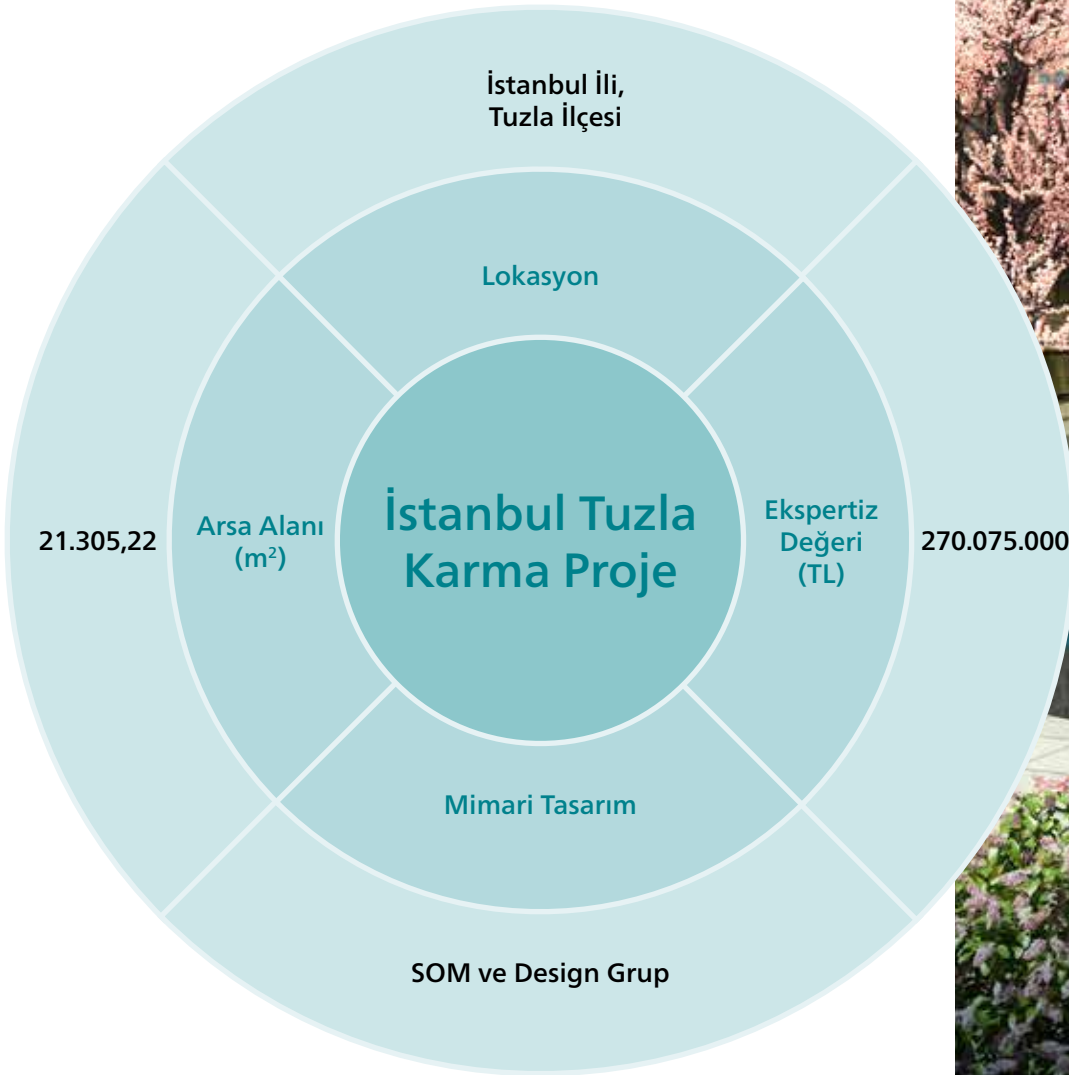 İstanbul İli,
Tuzla İlçesi
Lokasyon
21.305,22
Arsa Alanı
(m²)
İstanbul Tuzla
Karma Proje
Ekspertiz
Değeri
(TL)
270.075.000
Mimari Tasarım
SOM ve Design Grup